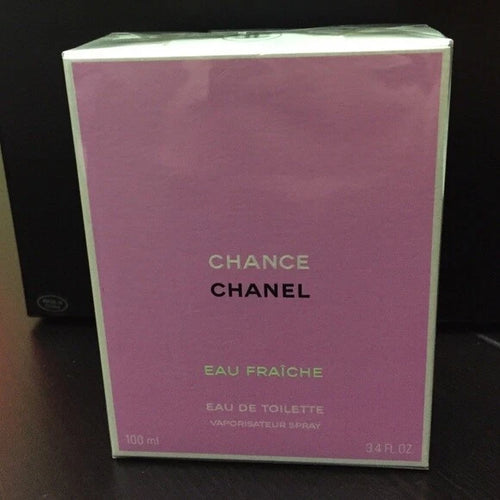 CHANCE
CHANEL
EAU FRAÎCHE
EAU DE TOILETTE
VAPORISATEUR SPRAY
100 ml
3.4 FL. OZ